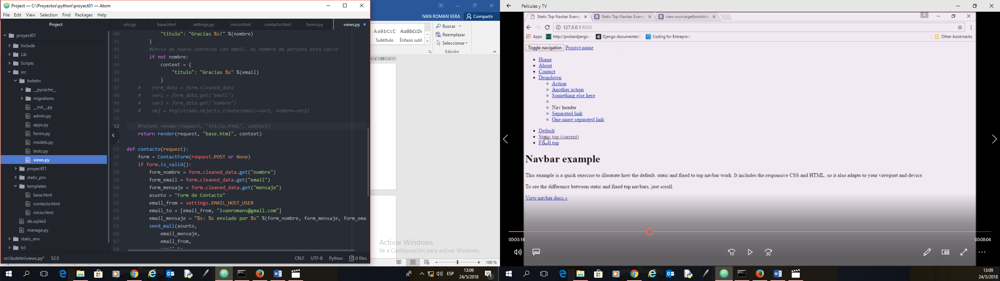 Project — C:\Proyectos\python\proyect01 — Atom
File Edit View Selection Find Packages Help
Project
proyect01
Include
Lib
Scripts
src
boletin
__pycache__
migrations
__init__.py
admin.py
apps.py
forms.py
models.py
tests.py
views.py
proyect01
static_pro
templates
base.html
contacto.html
inicio.html
db.sqlite3
manage.py
static_env
tcl
urls.py base.html settings.py inicio.html contacto.html forms.py views.py
40 "titulo": "Gracias %s!" %(nombre)
41 }
42 #Envio de nuevo contexto con email, el nombre de persona esta vacio
43 if not nombre:
44 context = {
45 "titulo": "Gracias %s" %(email)
46 }
47 # form_data = form.cleaned_data
48 # var1 = form_data.get("email")
49 # var2 = form_data.get("nombre")
50 # obj = Registrado.objects.create(email=var1, nombre=var2)
51
52 #return render(request, "inicio.html", context)
return render(request, "base.html", context)
55 def contacto(request):
56 form = ContactForm(request.POST or None)
57 if form.is_valid():
58 form_nombre = form.cleaned_data.get("nombre")
59 form_email = form.cleaned_data.get("email")
60 form_mensaje = form.cleaned_data.get("mensaje")
61 asunto = "Form de Contacto"
62 email_from = settings.EMAIL_HOST_USER
63 email_to = [email_from, "ivanromanv@gmail.com"]
64 email_mensaje = "%s: %s enviado por %s" %(form_nombre, form_mensaje, form_ema
65 send_mail(asunto,
66 email_mensaje,
67 email_from,
68
src\boletin\views.py* 52:5 CRLF UTF-8 Python 0 files
IVAN ROMAN VERA Compartir
AaBbCcD AaBbCcDc
Subtítulo Énfasis sutil
Buscar
Reemplazar
Seleccionar
Edición
17
Activar Windows
Ve a Configuración para activar Windows.
100 %
ESP
13:09
24/5/2018
1
Películas y TV
Static Top Navbar Examp Static Top Navbar Examp view-source:getbootstra
127.0.0.1:8000
Apps http://probardjango.c Django documentatio Coding for Entreprene Other bookmarks
Toggle navigation Project name
Home
About
Contact
Dropdown
Action
Another action
Something else here
Nav header
Separated link
One more separated link
Default
Static top (current)
Fixed top
Navbar example
This example is a quick exercise to illustrate how the default, static and fixed to top navbar work. It includes the responsive CSS and HTML, so it also adapts to your viewport and device.
To see the difference between static and fixed top navbars, just scroll.
View navbar docs »
00:03:16 00:08:04
10 30
13:09
24/5/2018